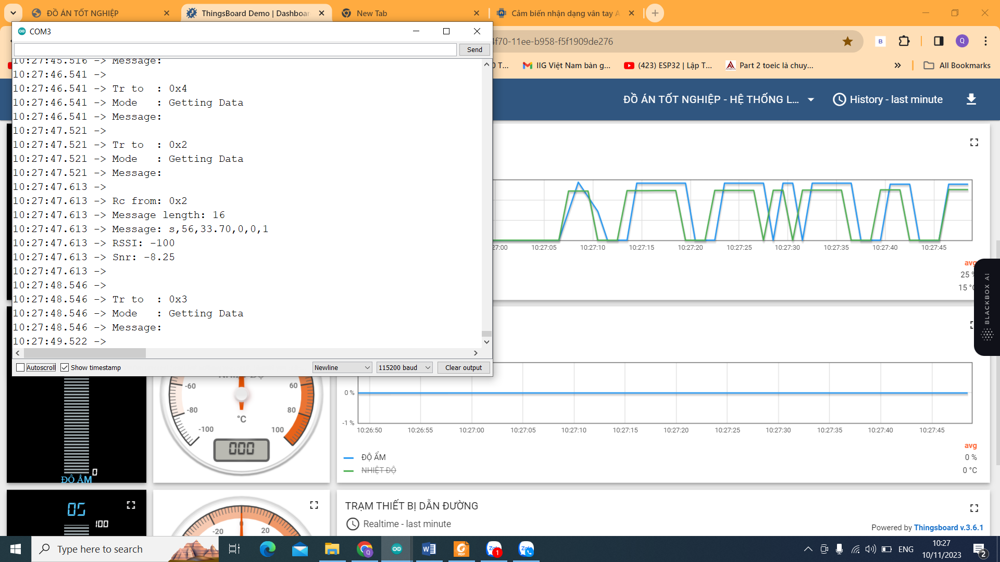 ĐỒ ÁN TỐT NGHIỆP
ThingsBoard Demo | Dashboar
New Tab
Cảm biến nhận dạng vân tay A
COM3
4f70-11ee-b958-f5f1909de276
Q
Send
IIG Việt Nam bàn g...
(423) ESP32 | Lập T...
Part 2 toeic là chuy...
All Bookmarks
10:27:45.516 -> Message:
10:27:46.541 ->
10:27:46.541 -> Tr to  : 0x4
10:27:46.541 -> Mode   : Getting Data
10:27:46.541 -> Message:
10:27:47.521 ->
10:27:47.521 -> Tr to  : 0x2
10:27:47.521 -> Mode   : Getting Data
10:27:47.521 -> Message:
10:27:47.613 ->
10:27:47.613 -> Rc from: 0x2
10:27:47.613 -> Message length: 16
10:27:47.613 -> Message: s,56,33.70,0,0,1
10:27:47.613 -> RSSI: -100
10:27:47.613 -> Snr: -8.25
10:27:47.613 ->
10:27:48.546 ->
10:27:48.546 -> Tr to  : 0x3
10:27:48.546 -> Mode   : Getting Data
10:27:48.546 -> Message:
10:27:49.522 ->
Autoscroll
Show timestamp
Newline
115200 baud
Clear output
ĐỒ ÁN TỐT NGHIỆP - HỆ THỐNG L...
History - last minute
27:00 10:27:05 10:27:10 10:27:15 10:27:20 10:27:25 10:27:30 10:27:35 10:27:40 10:27:45
avg
25 %
15 °C
BLACKBOX AI
-60 60
-80 80
°C
-100 100
000
0
ĐỘ ẨM
0 %
-1 %
10:26:50 10:26:55 10:27:00 10:27:05 10:27:10 10:27:15 10:27:20 10:27:25 10:27:30 10:27:35 10:27:40 10:27:45
avg
ĐỘ ẨM 0 %
NHIỆT ĐỘ 0 °C
05
100
-20 20
TRẠM THIẾT BỊ DẪN ĐƯỜNG
Realtime - last minute
Powered by Thingsboard v.3.6.1
Type here to search
ENG
10:27
10/11/2023
2